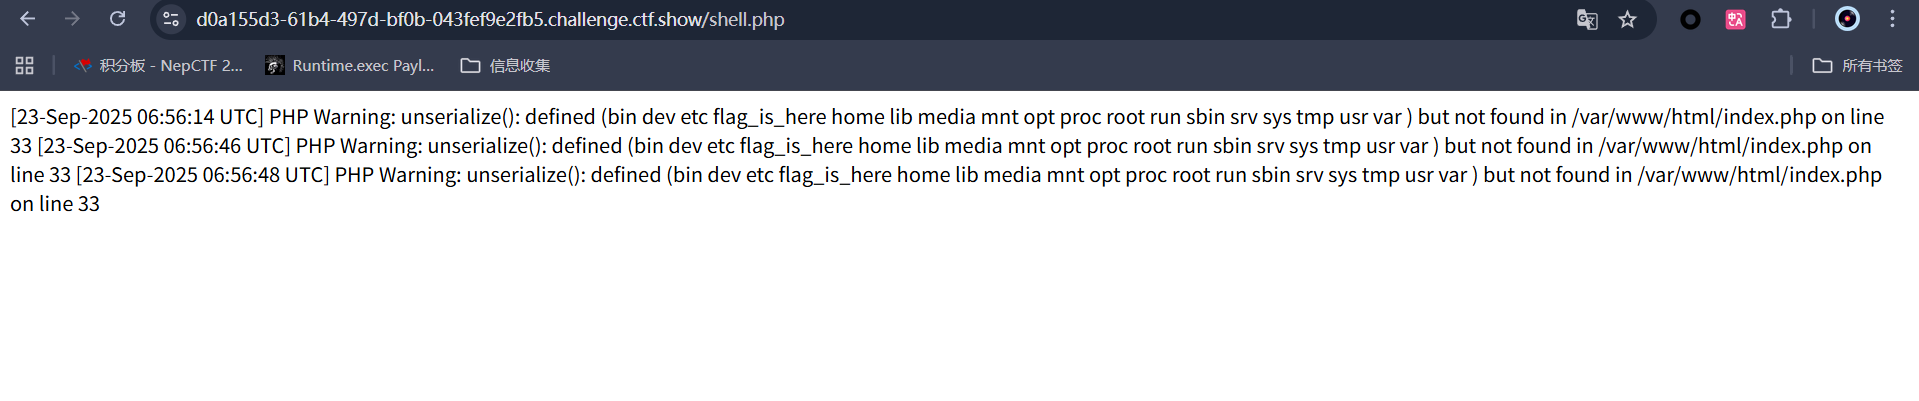 d0a155d3-61b4-497d-bf0b-043fef9e2fb5.challenge.ctf.show/shell.php
积分板 - NepCTF 2... Runtime.exec Payl... 信息收集 所有书签
[23-Sep-2025 06:56:14 UTC] PHP Warning: unserialize(): defined (bin dev etc flag_is_here home lib media mnt opt proc root run sbin srv sys tmp usr var ) but not found in /var/www/html/index.php on line
33 [23-Sep-2025 06:56:46 UTC] PHP Warning: unserialize(): defined (bin dev etc flag_is_here home lib media mnt opt proc root run sbin srv sys tmp usr var ) but not found in /var/www/html/index.php on
line 33 [23-Sep-2025 06:56:48 UTC] PHP Warning: unserialize(): defined (bin dev etc flag_is_here home lib media mnt opt proc root run sbin srv sys tmp usr var ) but not found in /var/www/html/index.php
on line 33